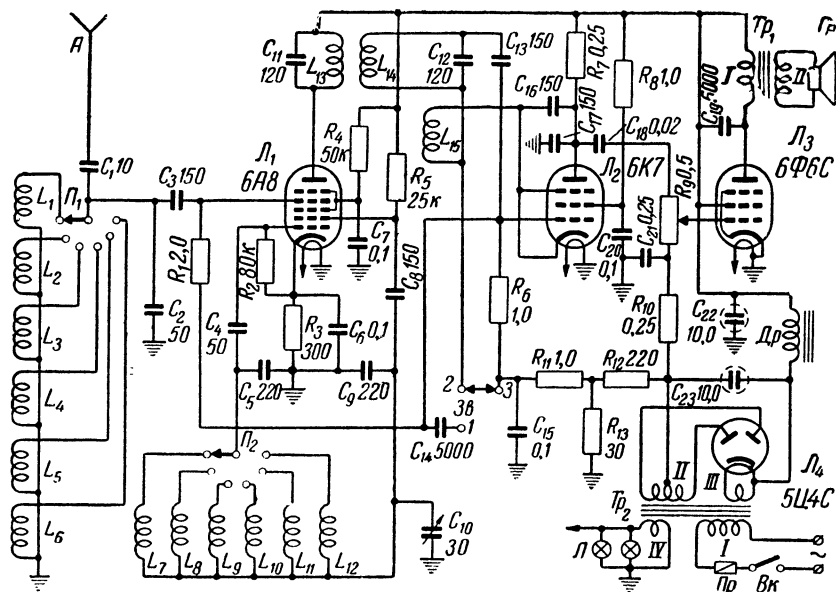 А
C₁ 10
L₁
П₁
L₂
L₃
L₄
L₅
L₆
C₃ 150
R₁ 2,0
C₂
50
C₁₁
120
L₁₃
L₁₄
C₁₂
120
C₁₃ 150
Л₁
6А8
R₄
50к
R₅
25к
C₇
0,1
C₈ 150
R₂ 80к
C₄
50
R₃
300
C₆ 0,1
C₅ 220
C₉ 220
П₂
L₇
L₈
L₉
L₁₀
L₁₁
L₁₂
C₁₀
30
L₁₅
C₁₆ 150
C₁₇ 150
C₁₈ 0,02
R₇ 0,25
R₈ 1,0
Л₂
6К7
R₆
1,0
2
3
Зв
1
C₁₄ 5000
C₁₅
0,1
R₁₁ 1,0
R₁₂ 220
R₁₃
30
C₂₀
0,1
C₂₁ 0,25
R₉ 0,5
R₁₀
0,25
C₁₉ 5000
Тр₁
I
II
Гр
Л₃
6Ф6С
C₂₂
10,0
Др
C₂₃ 10,0
Л₄
5Ц4С
II
III
Тр₂
Л
IV
I
Пр
Вк
~